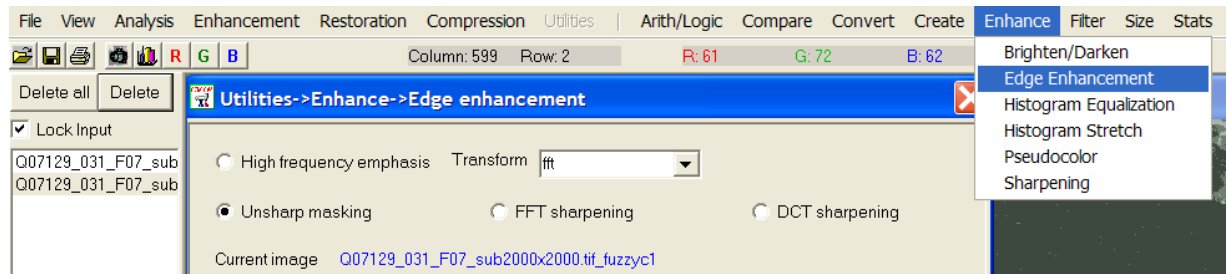 File View Analysis Enhancement Restoration Compression Utilities | Arith/Logic Compare Convert Create Enhance Filter Size Stats
R G B Column: 599 Row: 2 R: 61 G: 72 B: 62
Brighten/Darken
Edge Enhancement
Histogram Equalization
Histogram Stretch
Pseudocolor
Sharpening
Delete all Delete
Utilities->Enhance->Edge enhancement
Lock Input
Q07129_031_F07_sub
Q07129_031_F07_sub
High frequency emphasis Transform fft
Unsharp masking FFT sharpening DCT sharpening
Current image Q07129_031_F07_sub2000x2000.tif_fuzzyc1